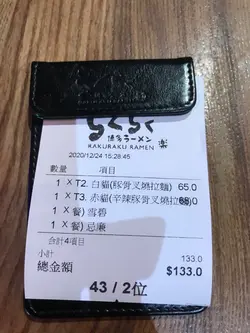 らくらく
博多ラーメン
RAKURAKU RAMEN
楽
2020/12/24 15:28:45
數量 項目
1 X T2. 白貓(豚骨叉燒拉麵) 65.0
1 X T3. 赤貓(辛辣豚骨叉燒拉麵) 68.0
1 X 餐) 雪碧
1 X 餐) 忌廉
合計4項目
小計 133.0
總金額 $133.0
43 / 2位